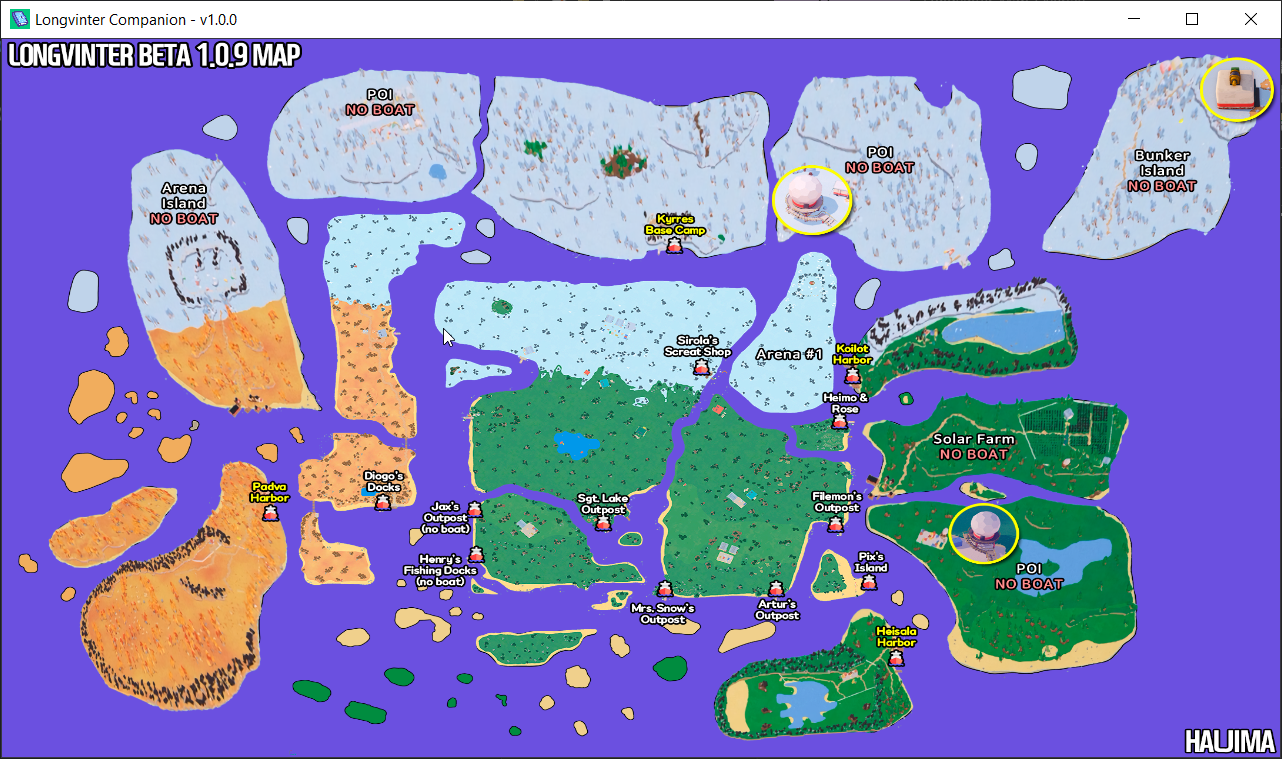 Longvinter Companion - v1.0.0
LONGVINTER BETA 1.0.9 MAP
POI
NO BOAT
POI
NO BOAT
Bunker
Island
NO BOAT
Arena
Island
NO BOAT
Kyrres
Base Camp
Sirola's
Screat Shop
Arena #1
Koilot
Harbor
Heimo &
Rose
Solar Farm
NO BOAT
Diogo's
Docks
Padva
Harbor
Jax's
Outpost
(no boat)
Sgt. Lake
Outpost
Filemon's
Outpost
Henry's
Fishing Docks
(no boat)
Pix's
Island
POI
NO BOAT
Mrs. Snow's
Outpost
Artur's
Outpost
Heisala
Harbor
HALJIMA